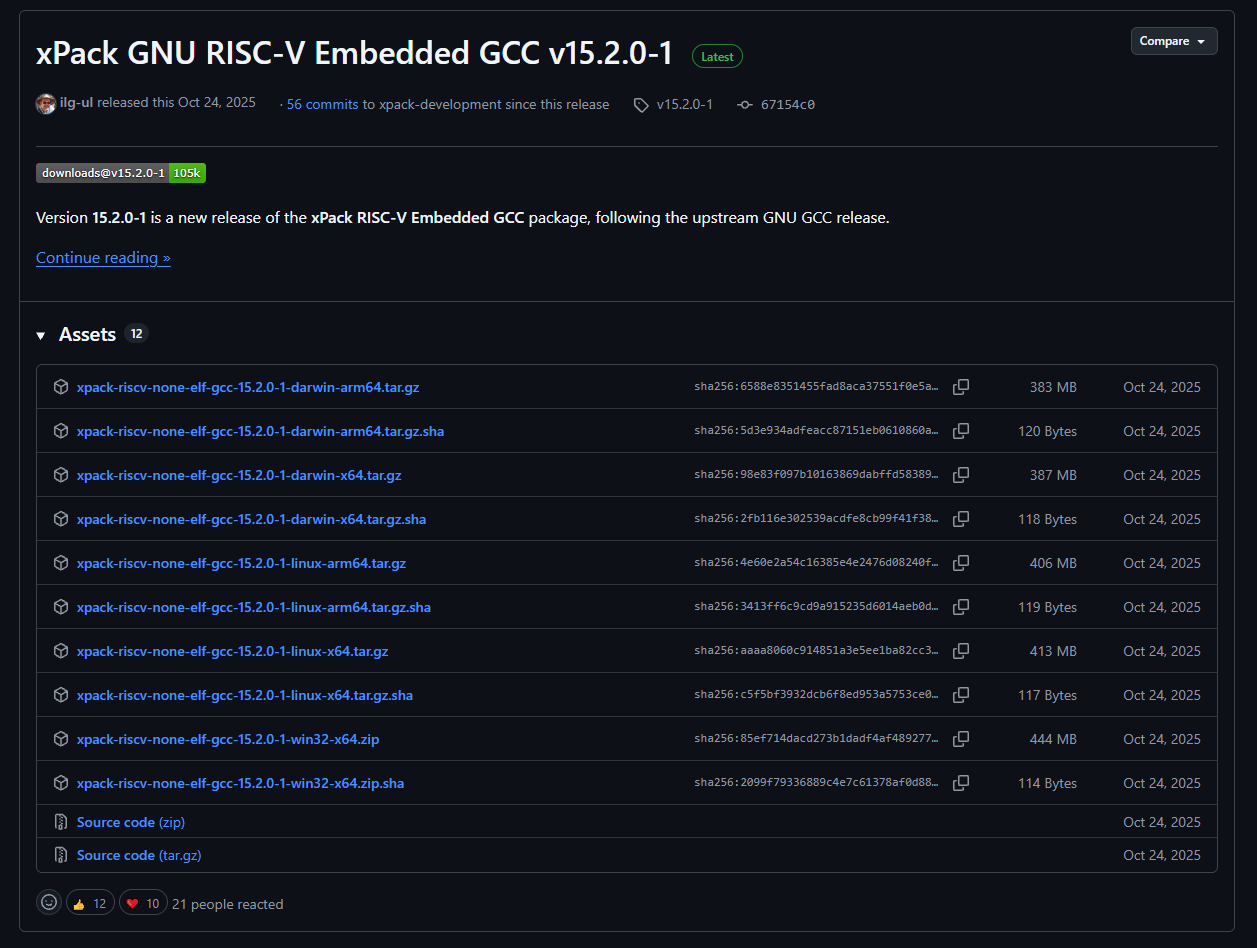 xPack GNU RISC-V Embedded GCC v15.2.0-1 Latest Compare
ilg-ul released this Oct 24, 2025 · 56 commits to xpack-development since this release v15.2.0-1 67154c0
downloads@v15.2.0-1 105k
Version 15.2.0-1 is a new release of the xPack RISC-V Embedded GCC package, following the upstream GNU GCC release.
Continue reading »
Assets 12
xpack-riscv-none-elf-gcc-15.2.0-1-darwin-arm64.tar.gz sha256:6588e8351455fad8aca37551f0e5a… 383 MB Oct 24, 2025
xpack-riscv-none-elf-gcc-15.2.0-1-darwin-arm64.tar.gz.sha sha256:5d3e934adfeacc87151eb0610860a… 120 Bytes Oct 24, 2025
xpack-riscv-none-elf-gcc-15.2.0-1-darwin-x64.tar.gz sha256:98e83f097b10163869dabffd58389… 387 MB Oct 24, 2025
xpack-riscv-none-elf-gcc-15.2.0-1-darwin-x64.tar.gz.sha sha256:2fb116e302539acdfe8cb99f41f38… 118 Bytes Oct 24, 2025
xpack-riscv-none-elf-gcc-15.2.0-1-linux-arm64.tar.gz sha256:4e60e2a54c16385e4e2476d08240f… 406 MB Oct 24, 2025
xpack-riscv-none-elf-gcc-15.2.0-1-linux-arm64.tar.gz.sha sha256:3413ff6c9cd9a915235d6014aeb0d… 119 Bytes Oct 24, 2025
xpack-riscv-none-elf-gcc-15.2.0-1-linux-x64.tar.gz sha256:aaaa8060c914851a3e5ee1ba82cc3… 413 MB Oct 24, 2025
xpack-riscv-none-elf-gcc-15.2.0-1-linux-x64.tar.gz.sha sha256:c5f5bf3932dcb6f8ed953a5753ce0… 117 Bytes Oct 24, 2025
xpack-riscv-none-elf-gcc-15.2.0-1-win32-x64.zip sha256:85ef714dacd273b1dadf4af489277… 444 MB Oct 24, 2025
xpack-riscv-none-elf-gcc-15.2.0-1-win32-x64.zip.sha sha256:2099f79336889c4e7c61378af0d88… 114 Bytes Oct 24, 2025
Source code (zip) Oct 24, 2025
Source code (tar.gz) Oct 24, 2025
👍 12 ❤️ 10 21 people reacted